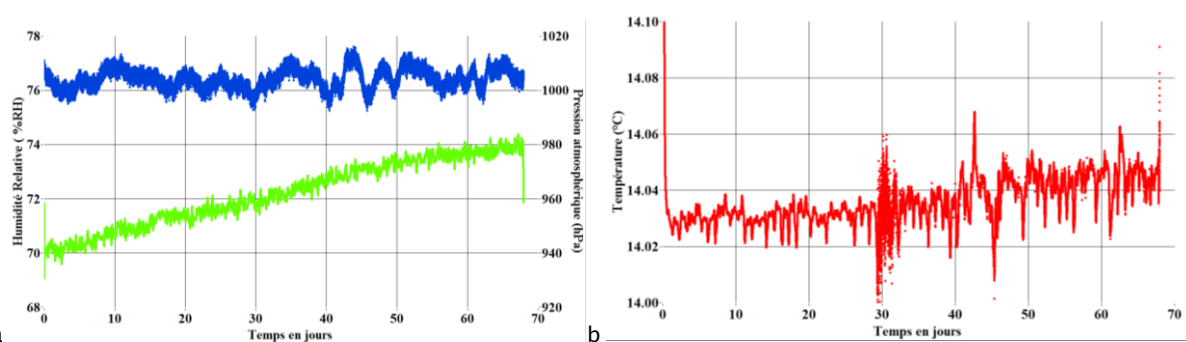 78
76
74
72
70
68
Humidité Relative ( %RH)
1020
1000
980
960
940
920
Pression atmosphérique (hPa)
0 10 20 30 40 50 60 70
Temps en jours
b
14.10
14.08
14.06
14.04
14.02
14.00
Température (°C)
0 10 20 30 40 50 60 70
Temps en jours